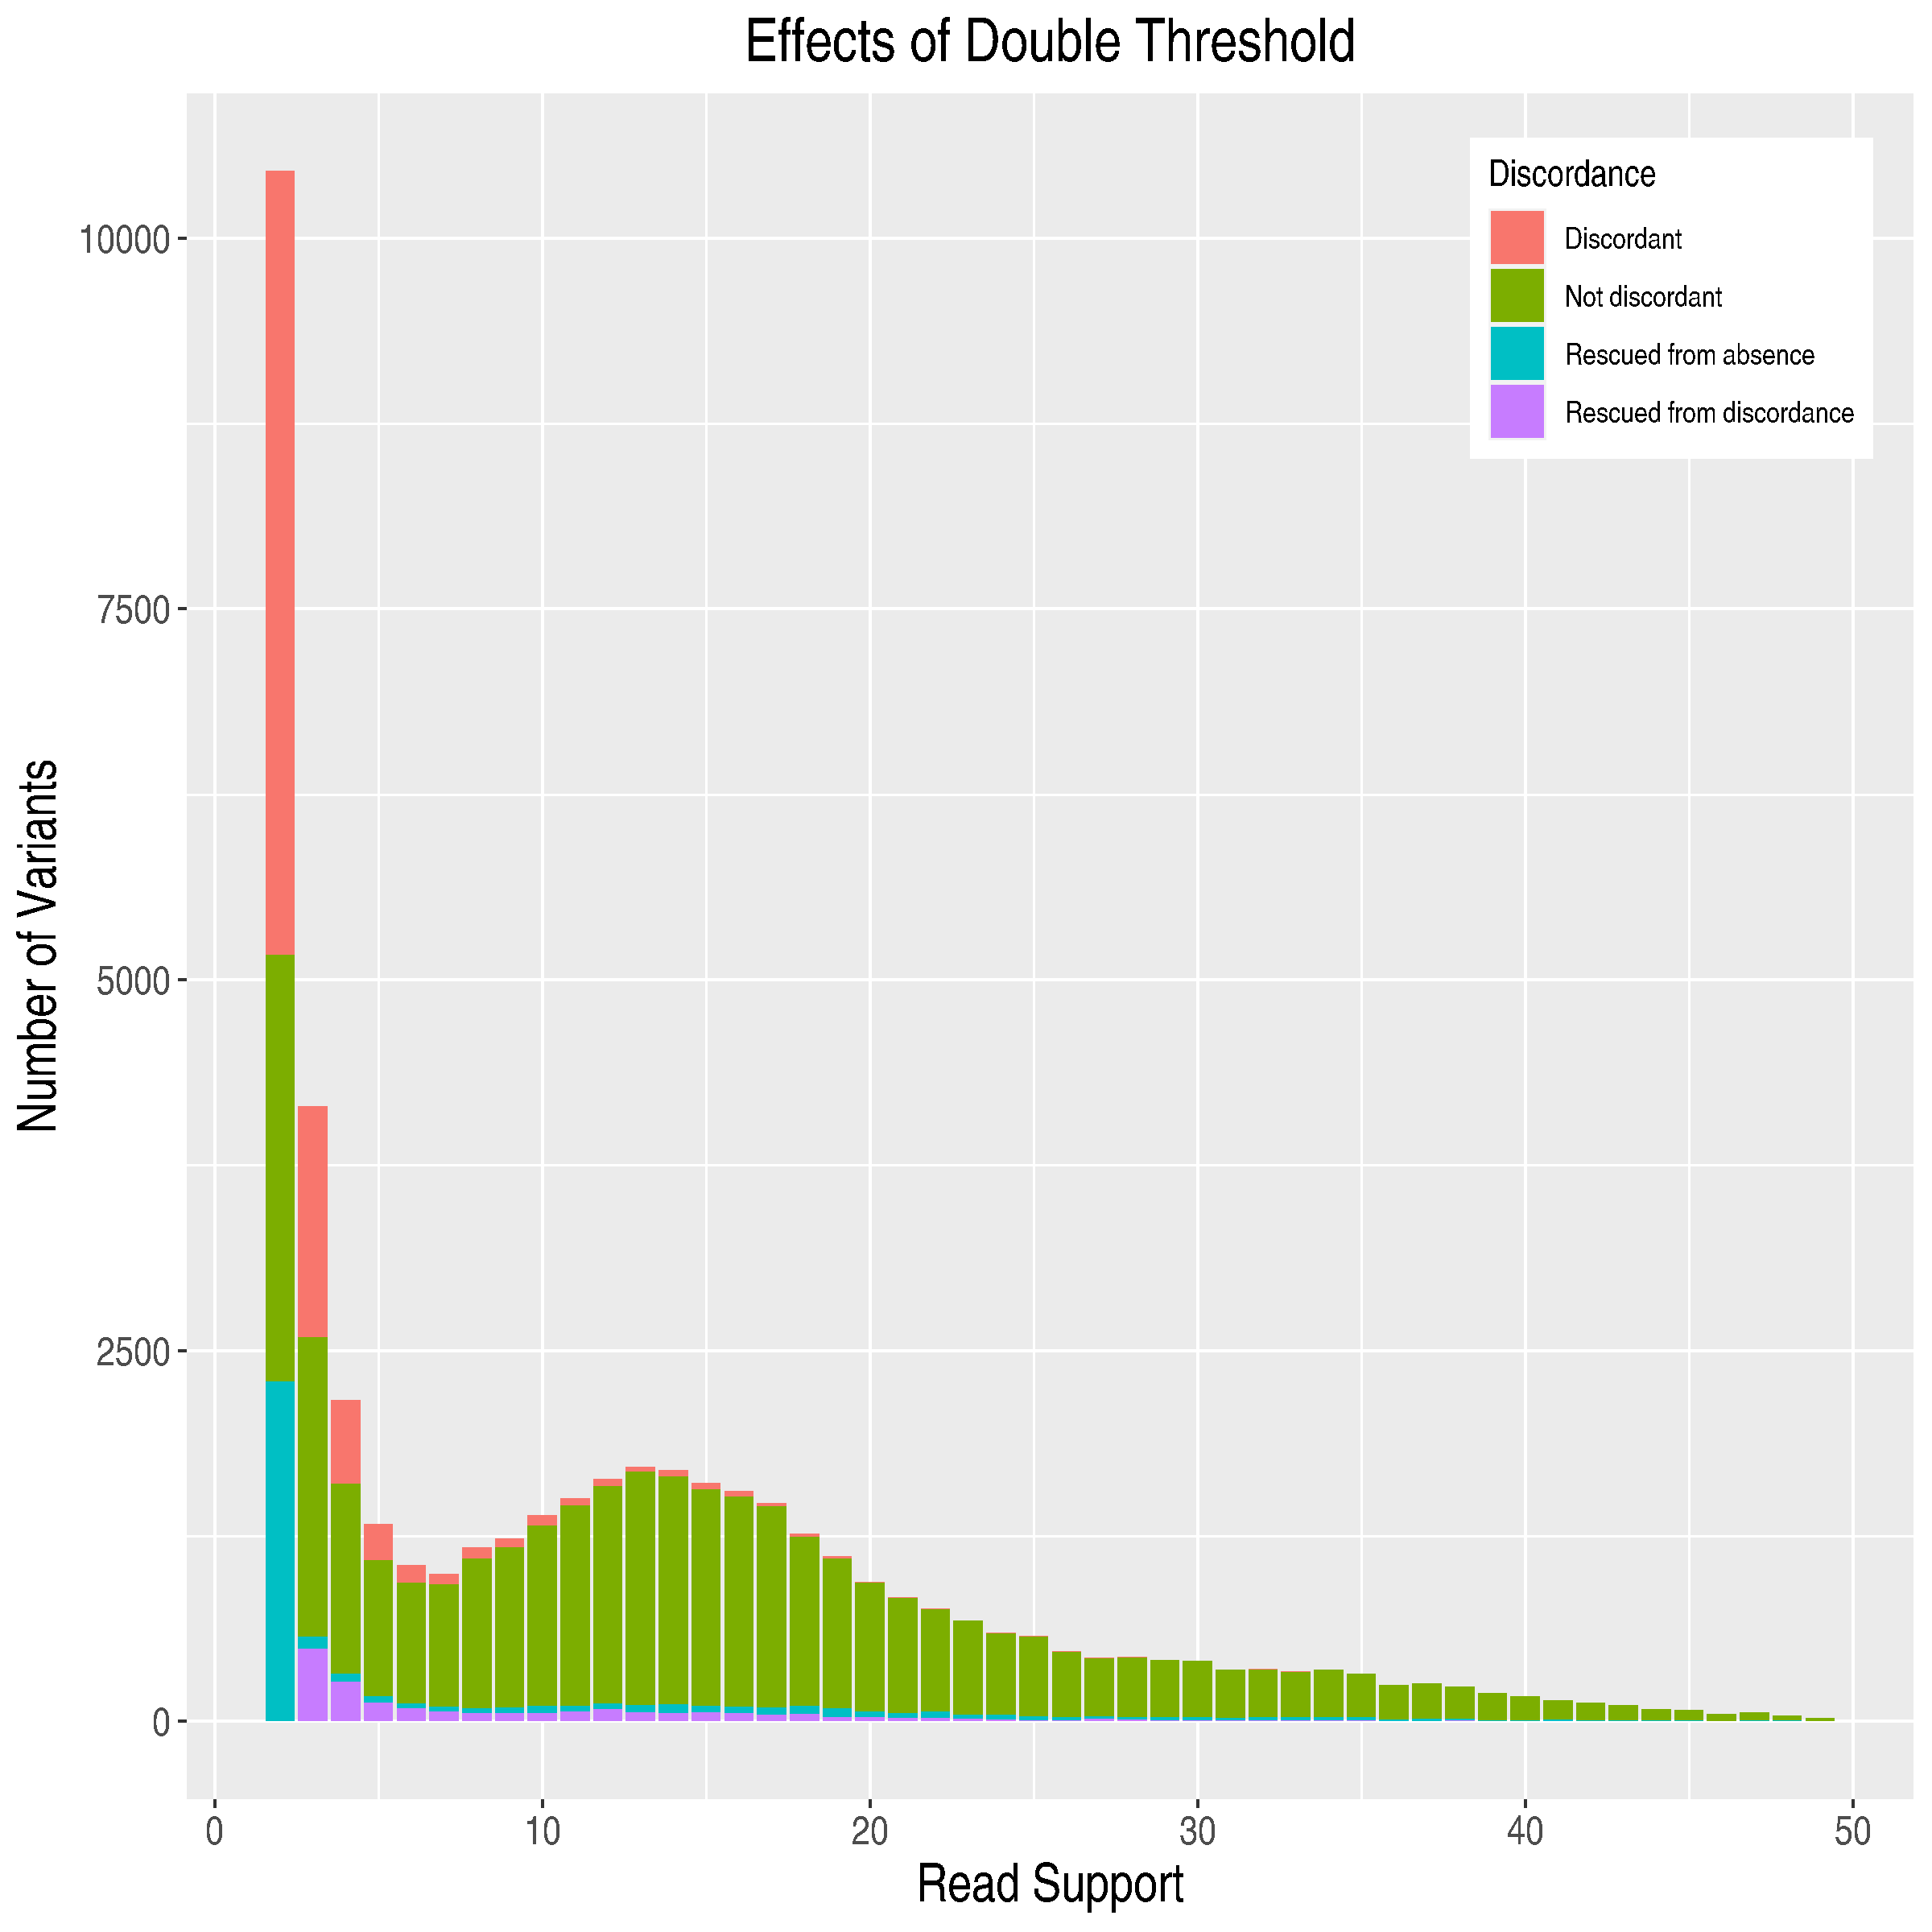 Effects of Double Threshold
Number of Variants
10000
7500
5000
2500
0
Discordance
Discordant
Not discordant
Rescued from absence
Rescued from discordance
0 10 20 30 40 50
Read Support